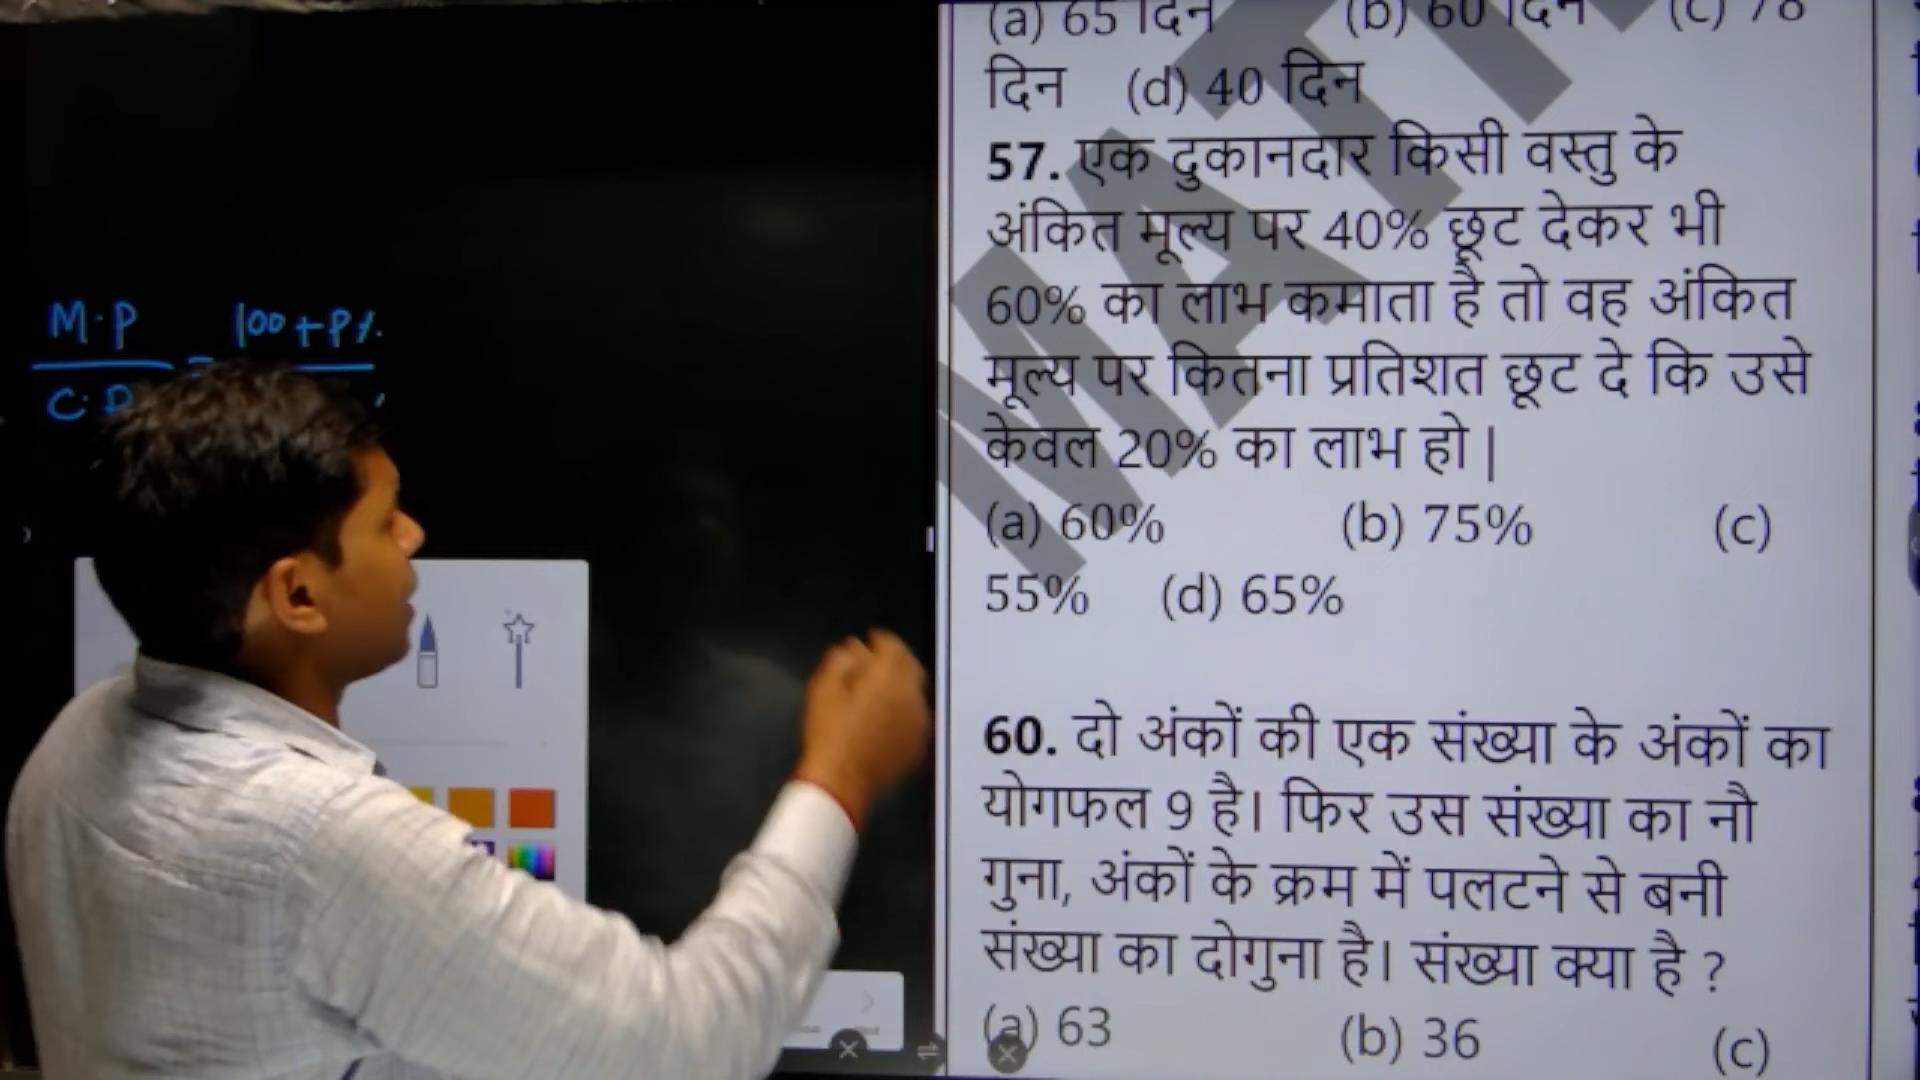 M.P 100+P%
C.P
(a) 65 दिन (b) 60 दिन (c) 78
दिन (d) 40 दिन
57. एक दुकानदार किसी वस्तु के
अंकित मूल्य पर 40% छूट देकर भी
60% का लाभ कमाता है तो वह अंकित
मूल्य पर कितना प्रतिशत छूट दे कि उसे
केवल 20% का लाभ हो |
(a) 60% (b) 75% (c)
55% (d) 65%
60. दो अंकों की एक संख्या के अंकों का
योगफल 9 है। फिर उस संख्या का नौ
गुना, अंकों के क्रम में पलटने से बनी
संख्या का दोगुना है। संख्या क्या है ?
(a) 63 (b) 36 (c)